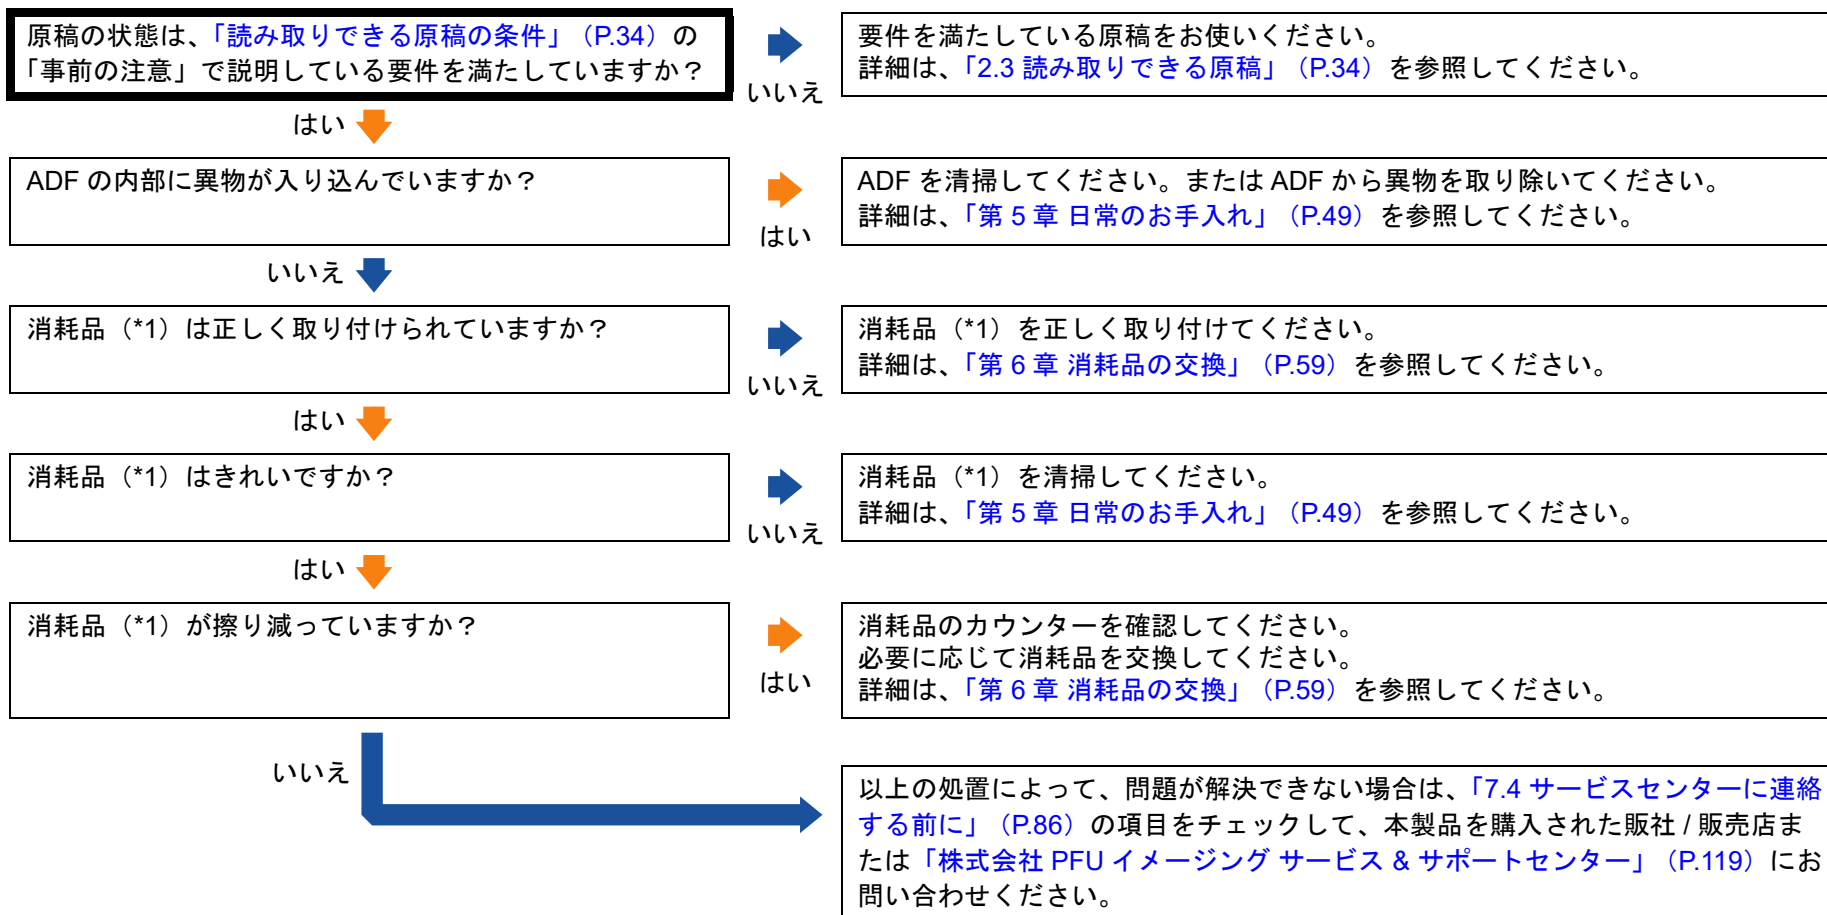 原稿の状態は、「読み取りできる原稿の条件」（P.34）の
「事前の注意」で説明している要件を満たしていますか？
いいえ
要件を満たしている原稿をお使いください。
詳細は、「2.3 読み取りできる原稿」（P.34）を参照してください。
はい
ADF の内部に異物が入り込んでいますか？
はい
ADF を清掃してください。または ADF から異物を取り除いてください。
詳細は、「第 5 章 日常のお手入れ」（P.49）を参照してください。
いいえ
消耗品（*1）は正しく取り付けられていますか？
いいえ
消耗品（*1）を正しく取り付けてください。
詳細は、「第 6 章 消耗品の交換」（P.59）を参照してください。
はい
消耗品（*1）はきれいですか？
いいえ
消耗品（*1）を清掃してください。
詳細は、「第 5 章 日常のお手入れ」（P.49）を参照してください。
はい
消耗品（*1）が擦り減っていますか？
はい
消耗品のカウンターを確認してください。
必要に応じて消耗品を交換してください。
詳細は、「第 6 章 消耗品の交換」（P.59）を参照してください。
いいえ
以上の処置によって、問題が解決できない場合は、「7.4 サービスセンターに連絡
する前に」（P.86）の項目をチェックして、本製品を購入された販社 / 販売店ま
たは「株式会社 PFU イメージング サービス & サポートセンター」（P.119）にお
問い合わせください。